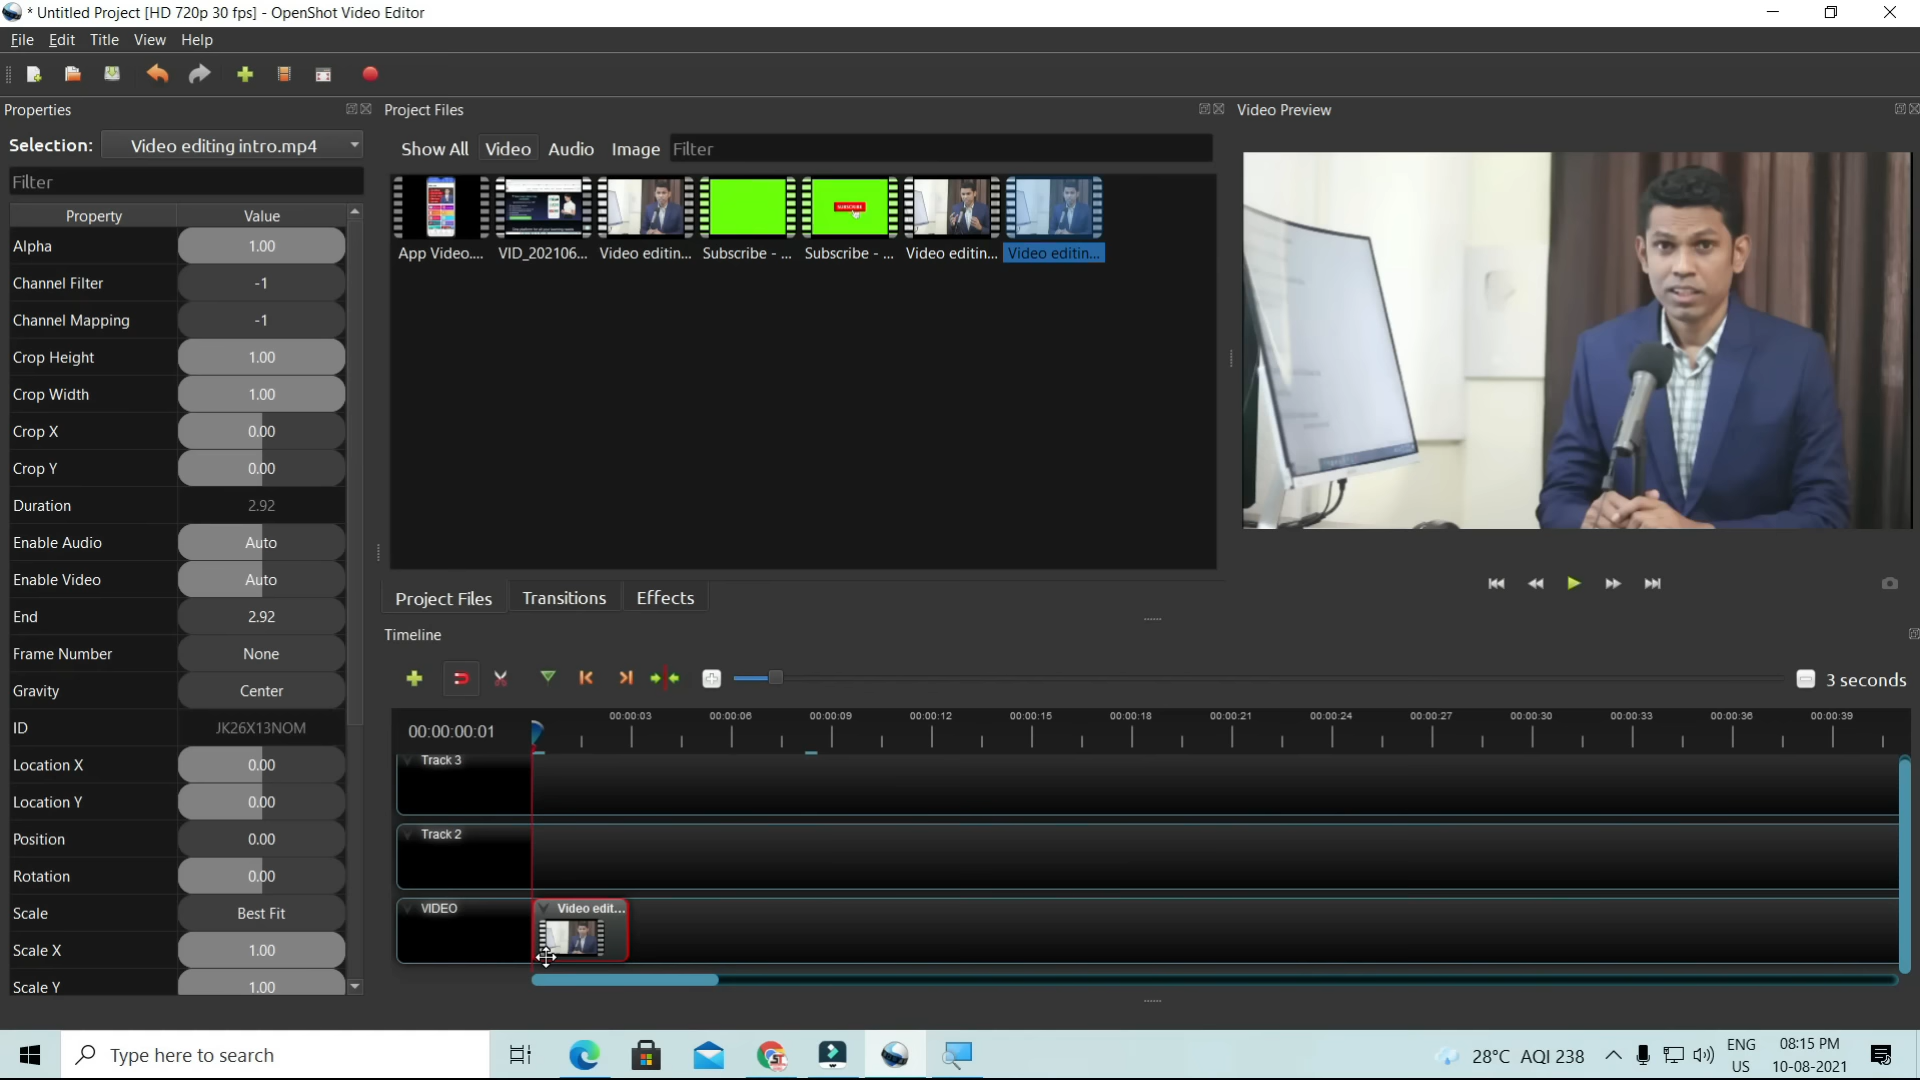 * Untitled Project [HD 720p 30 fps] - OpenShot Video Editor
File Edit Title View Help
Properties
Project Files
Video Preview
Selection: Video editing intro.mp4
Show All Video Audio Image Filter
Filter
Property Value
Alpha 1.00
Channel Filter -1
Channel Mapping -1
Crop Height 1.00
Crop Width 1.00
Crop X 0.00
Crop Y 0.00
Duration 2.92
Enable Audio Auto
Enable Video Auto
End 2.92
Frame Number None
Gravity Center
ID JK26X13NOM
Location X 0.00
Location Y 0.00
Position 0.00
Rotation 0.00
Scale Best Fit
Scale X 1.00
Scale Y 1.00
SUBSCRIBE
App Video.... VID_202106... Video editin... Subscribe - ... Subscribe - ... Video editin... Video editin...
Project Files Transitions Effects
Timeline
3 seconds
00:00:00:01
00:00:03 00:00:06 00:00:09 00:00:12 00:00:15 00:00:18 00:00:21 00:00:24 00:00:27 00:00:30 00:00:33 00:00:36 00:00:39
Track 3
Track 2
VIDEO
Video edit...
Type here to search
28°C AQI 238
ENG
US
08:15 PM
10-08-2021